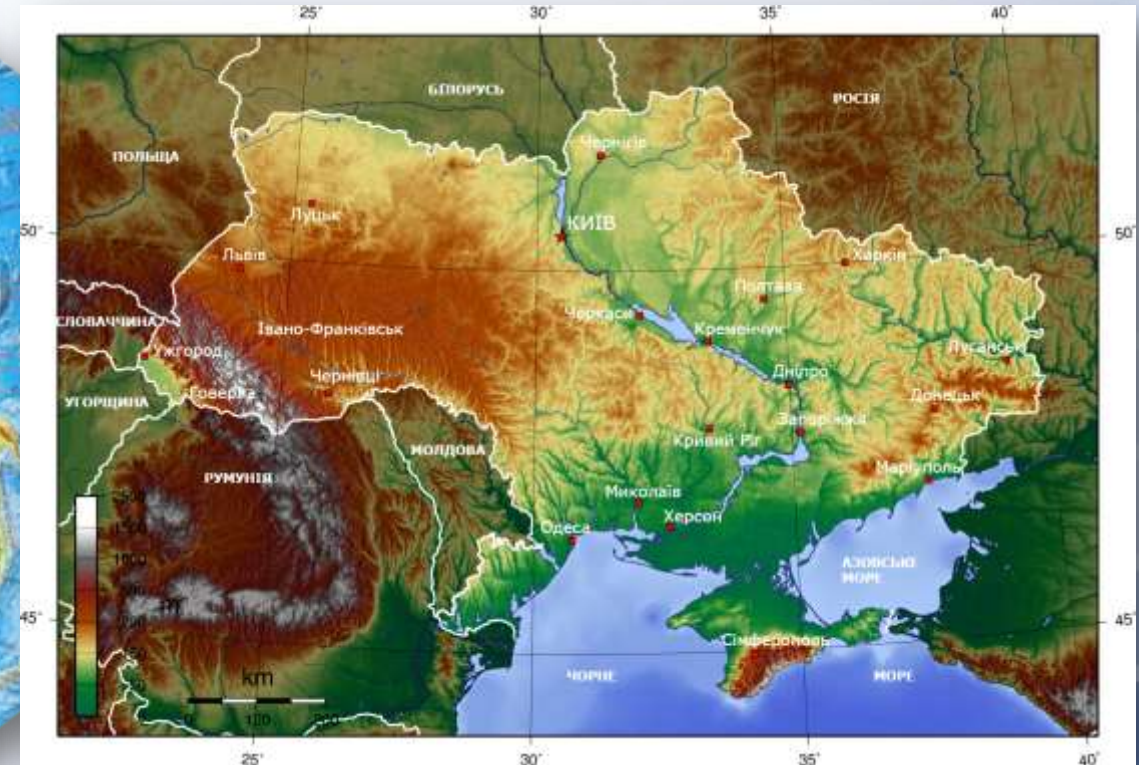 25°
30°
35°
40°
БІЛОРУСЬ
РОСІЯ
Чернігів
ПОЛЬЩА
Луцьк
КИЇВ
50°
50°
Львів
Харків
Полтава
Черкаси
СЛОВАЧЧИНА
Івано-Франківськ
Кременчук
Ужгород
Луганськ
Чернівці
Дніпро
Говерла
УГОРЩИНА
Донецьк
Запоріжжя
Кривий Ріг
МОЛДОВА
Маріуполь
РУМУНІЯ
Миколаїв
Херсон
Одеса
АЗОВСЬКЕ
МОРЕ
45°
45°
Сімферополь
ЧОРНЕ
МОРЕ
km
0
25°
30°
35°
40°